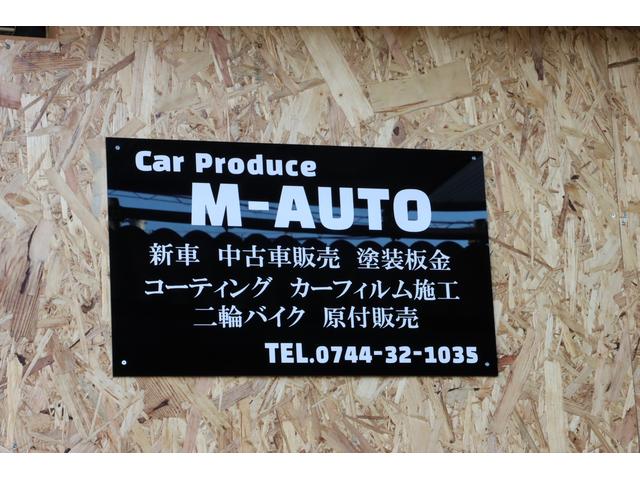 Car Produce
M-AUTO
新車 中古車販売 塗装板金
コーティング カーフィルム施工
二輪バイク 原付販売
TEL.0744-32-1035